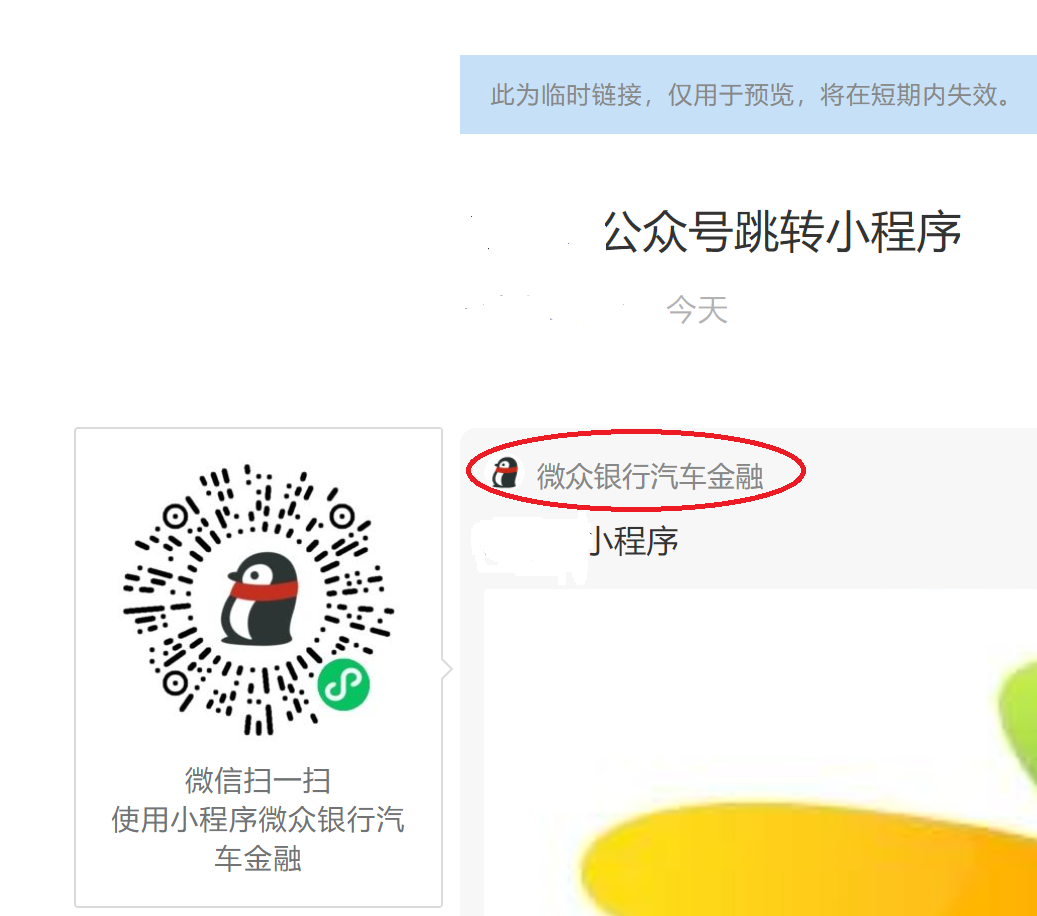 此为临时链接，仅用于预览，将在短期内失效。
公众号跳转小程序
今天
微众银行汽车金融
小程序
微信扫一扫
使用小程序微众银行汽
车金融